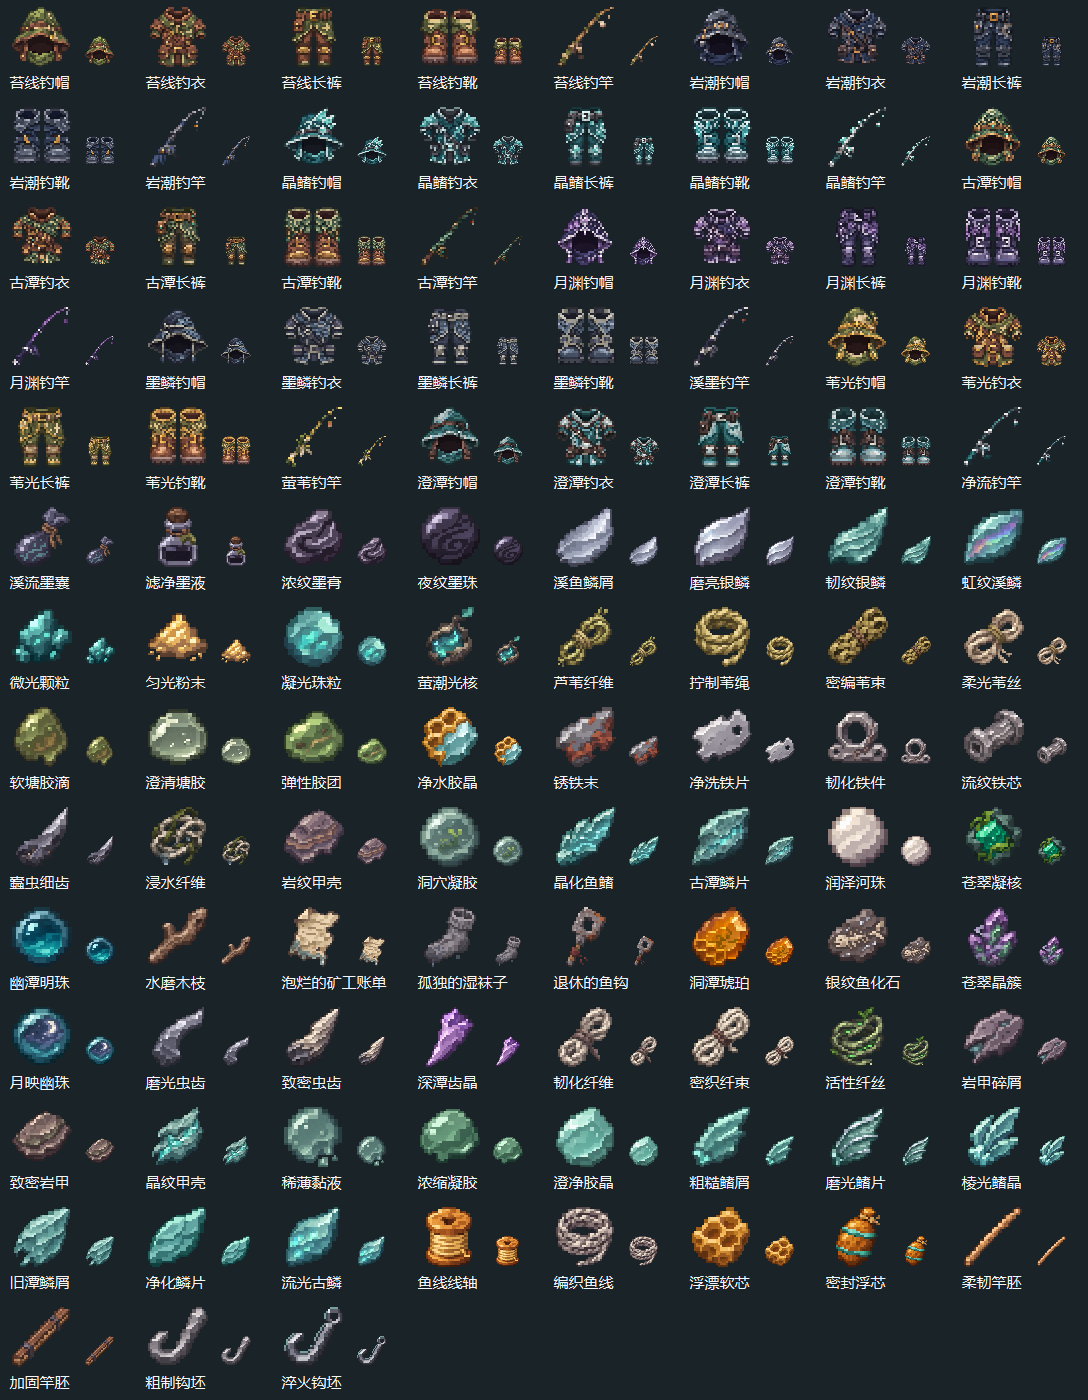 苔线钓帽 苔线钓衣 苔线长裤 苔线钓靴 苔线钓竿 岩潮钓帽 岩潮钓衣 岩潮长裤
岩潮钓靴 岩潮钓竿 晶鳍钓帽 晶鳍钓衣 晶鳍长裤 晶鳍钓靴 晶鳍钓竿 古潭钓帽
古潭钓衣 古潭长裤 古潭钓靴 古潭钓竿 月渊钓帽 月渊钓衣 月渊长裤 月渊钓靴
月渊钓竿 墨鳞钓帽 墨鳞钓衣 墨鳞长裤 墨鳞钓靴 溪墨钓竿 苇光钓帽 苇光钓衣
苇光长裤 苇光钓靴 萤苇钓竿 澄潭钓帽 澄潭钓衣 澄潭长裤 澄潭钓靴 净流钓竿
溪流墨囊 滤净墨液 浓纹墨膏 夜纹墨珠 溪鱼鳞屑 磨亮银鳞 韧纹银鳞 虹纹溪鳞
微光颗粒 匀光粉末 凝光珠粒 萤潮光核 芦苇纤维 拧制苇绳 密编苇束 柔光苇丝
软塘胶滴 澄清塘胶 弹性胶团 净水胶晶 锈铁末 净洗铁片 韧化铁件 流纹铁芯
蠹虫细齿 浸水纤维 岩纹甲壳 洞穴凝胶 晶化鱼鳍 古潭鳞片 润泽河珠 苍翠凝核
幽潭明珠 水磨木枝 泡烂的矿工账单 孤独的湿袜子 退休的鱼钩 洞潭琥珀 银纹鱼化石 苍翠晶簇
月映幽珠 磨光虫齿 致密虫齿 深潭齿晶 韧化纤维 密织纤束 活性纤丝 岩甲碎屑
致密岩甲 晶纹甲壳 稀薄黏液 浓缩凝胶 澄净胶晶 粗糙鳍屑 磨光鳍片 棱光鳍晶
旧潭鳞屑 净化鳞片 流光古鳞 鱼线线轴 编织鱼线 浮漂软芯 密封浮芯 柔韧竿胚
加固竿胚 粗制钩坯 淬火钩坯